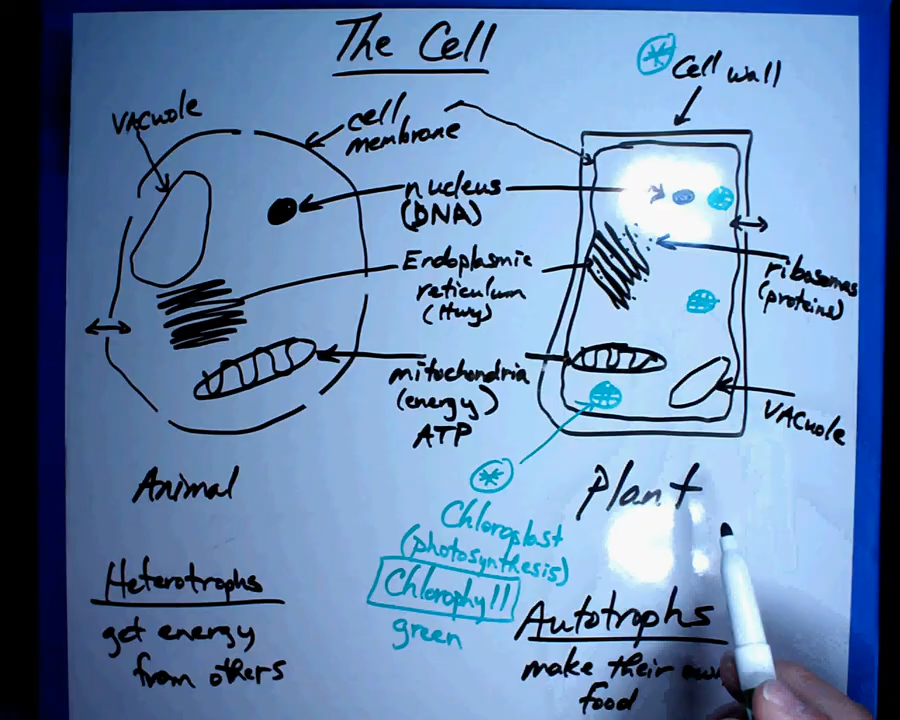 The Cell
* Cell wall
VAcuole
cell
membrane
nucleus
(DNA)
Endoplasmic
reticulum
(Hwy)
ribosomes
(proteins)
mitochondria
(energy)
ATP
VAcuole
Animal
Plant
*
Chloroplast
(photosynthesis)
Chlorophyll
green
Heterotrophs
get energy
from others
Autotrophs
make their own
food